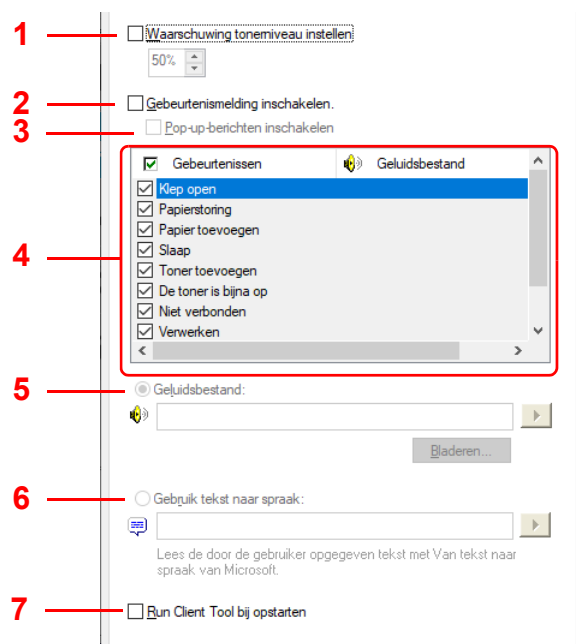 1 Waarschuwing tonerniveau instellen
50%
2 Gebeurtenismelding inschakelen.
3 Pop-up-berichten inschakelen
Gebeurtenissen Geluidsbestand
Klep open
Papierstoring
Papier toevoegen
4 Slaap
Toner toevoegen
De toner is bijna op
Niet verbonden
Verwerken
5 Geluidsbestand:
Bladeren...
6 Gebruik tekst naar spraak:
Lees de door de gebruiker opgegeven tekst met Van tekst naar
spraak van Microsoft.
7 Run Client Tool bij opstarten